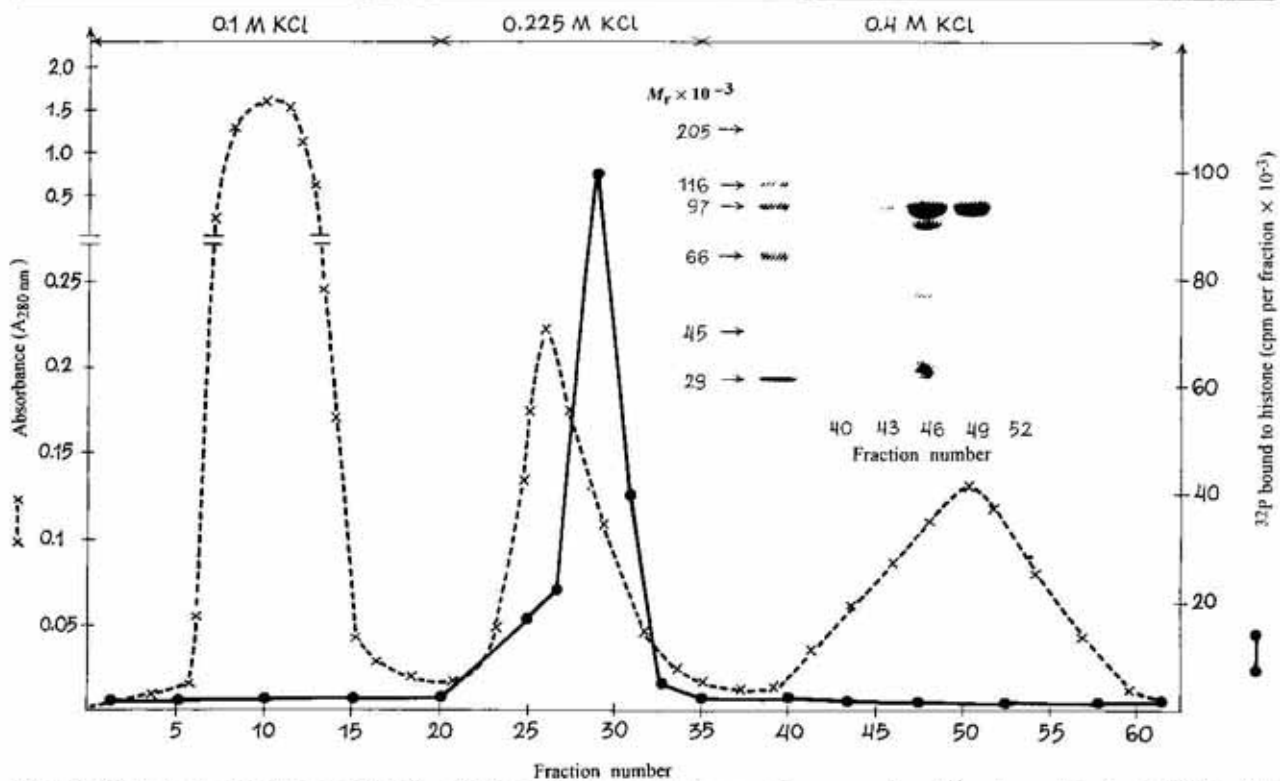 0.1 M KCl
0.225 M KCl
0.4 M KCl
2.0
1.5
1.0
0.5
0.25
0.2
0.15
0.1
0.05
Absorbance (A280 nm)
x---x
Mr × 10⁻³
205 →
116 →
97 →
66 →
45 →
29 →
40 43 46 49 52
Fraction number
100
80
60
40
20
³²P bound to histone (cpm per fraction × 10⁻³)
5 10 15 20 25 30 35 40 45 50 55 60
Fraction number